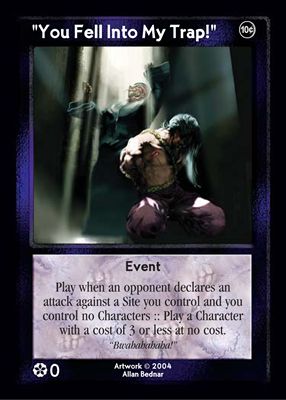 "You Fell Into My Trap!"
10¢
Event
Play when an opponent declares an
attack against a Site you control and you
control no Characters :: Play a Character
with a cost of 3 or less at no cost.
"Bwahahahaha!"
0
Artwork © 2004
Allan Bednar